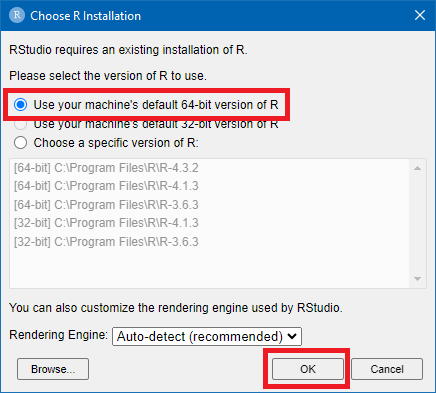 R Choose R Installation
RStudio requires an existing installation of R.
Please select the version of R to use.
Use your machine's default 64-bit version of R
Use your machine's default 32-bit version of R
Choose a specific version of R:
[64-bit] C:\Program Files\R\R-4.3.2
[64-bit] C:\Program Files\R\R-4.1.3
[64-bit] C:\Program Files\R\R-3.6.3
[32-bit] C:\Program Files\R\R-4.1.3
[32-bit] C:\Program Files\R\R-3.6.3
You can also customize the rendering engine used by RStudio.
Rendering Engine: Auto-detect (recommended)
Browse... OK Cancel